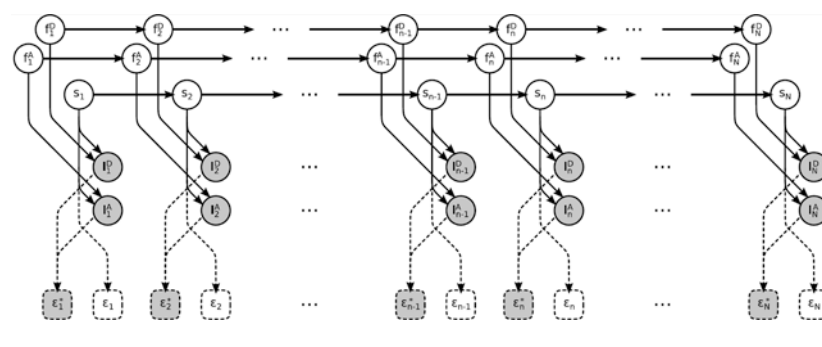 f₁ᴰ f₂ᴰ ... fₙ₋₁ᴰ fₙᴰ ... f_Nᴰ
f₁ᴬ f₂ᴬ ... fₙ₋₁ᴬ fₙᴬ ... f_Nᴬ
s₁ s₂ ... sₙ₋₁ sₙ ... s_N
I₁ᴰ I₂ᴰ ... Iₙ₋₁ᴰ Iₙᴰ ... I_Nᴰ
I₁ᴬ I₂ᴬ ... Iₙ₋₁ᴬ Iₙᴬ ... I_Nᴬ
ε₁* ε₁ ε₂* ε₂ ... εₙ₋₁* εₙ₋₁ εₙ* εₙ ... ε_N* ε_N